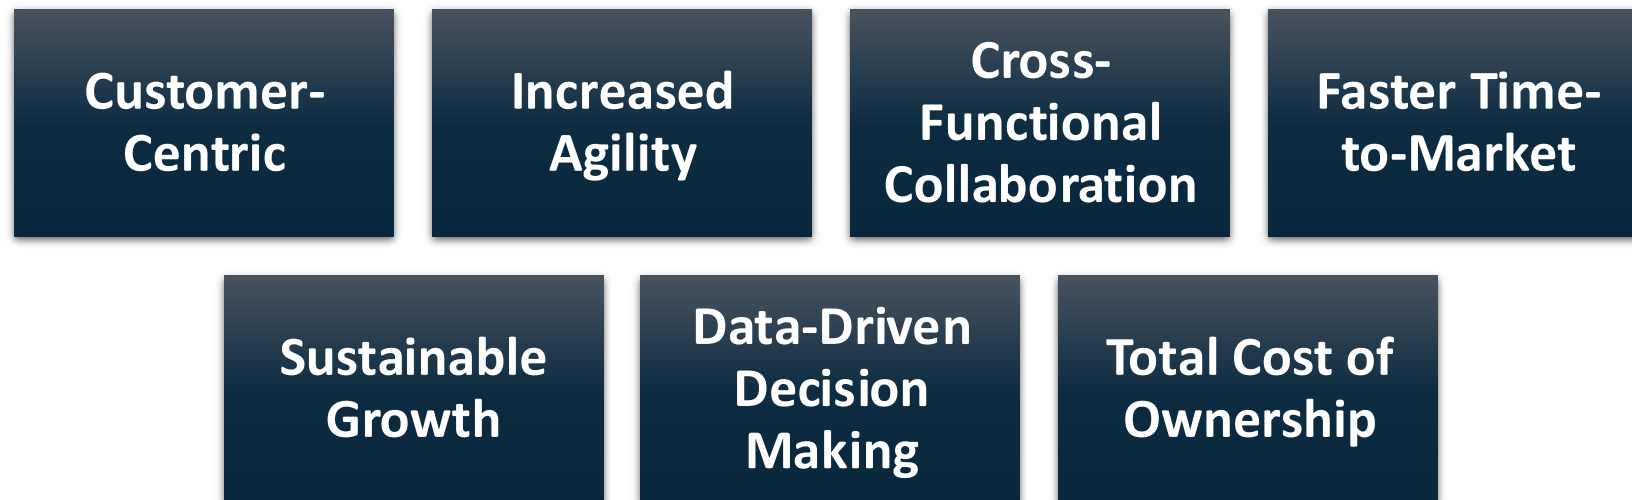 Customer-
Centric
Increased
Agility
Cross-
Functional
Collaboration
Faster Time-
to-Market
Sustainable
Growth
Data-Driven
Decision
Making
Total Cost of
Ownership